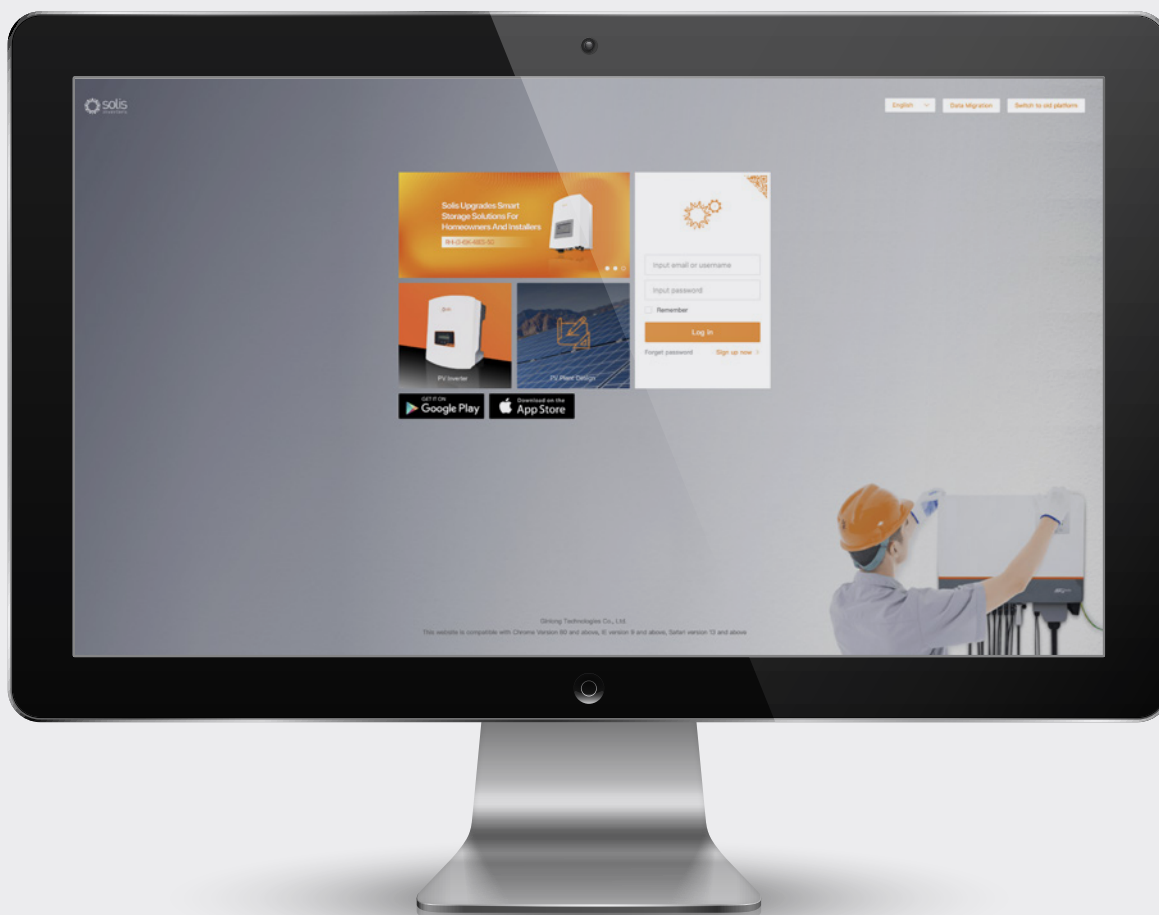 solis
English
Data Migration
Switch to old platform
Solis Upgrades Smart
Storage Solutions For
Homeowners And Installers
Input email or username
Input password
Remember
Log In
Forget password
Sign up now
PV Inverter
PV Plant Design
GET IT ON
Google Play
Download on the
App Store
Ginlong Technologies Co., Ltd.
This website is compatible with Chrome Version 80 and above, IE version 9 and above, Safari version 13 and above